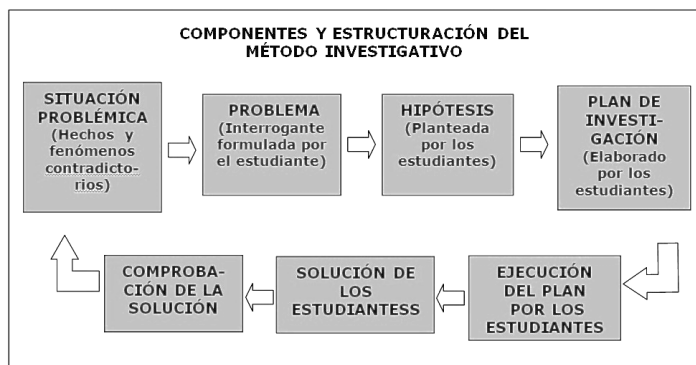 COMPONENTES Y ESTRUCTURACIÓN DEL
MÉTODO INVESTIGATIVO
SITUACIÓN
PROBLÉMICA
(Hechos y
fenómenos
contradicto-
rios)
PROBLEMA
(Interrogante
formulada por
el estudiante)
HIPÓTESIS
(Planteada
por los
estudiantes)
PLAN DE
INVESTI-
GACIÓN
(Elaborado
por los
estudiantes)
EJECUCIÓN
DEL PLAN
POR LOS
ESTUDIANTES
SOLUCIÓN DE
LOS
ESTUDIANTESS
COMPROBA-
CIÓN DE LA
SOLUCIÓN